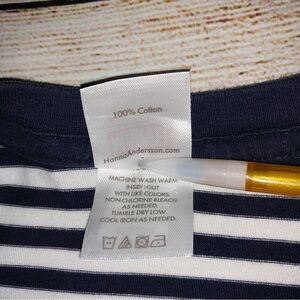 100% Cotton
HannaAndersson.com
MACHINE WASH WARM
INSIDE OUT
WITH LIKE COLORS.
NON-CHLORINE BLEACH
AS NEEDED.
TUMBLE DRY LOW
COOL IRON AS NEEDED.